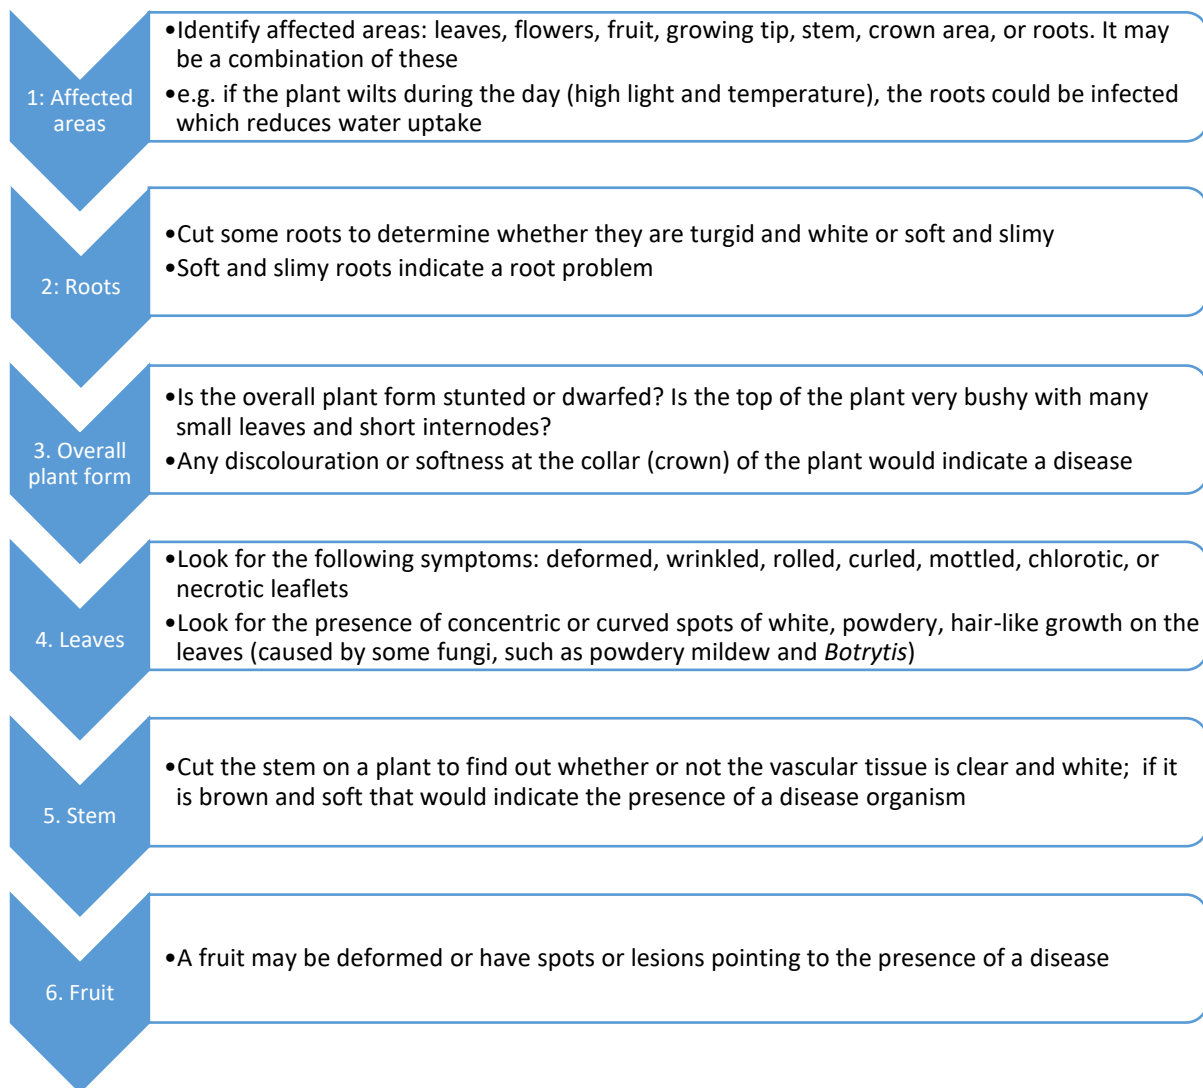 1: Affected
areas
•Identify affected areas: leaves, flowers, fruit, growing tip, stem, crown area, or roots. It may
be a combination of these
•e.g. if the plant wilts during the day (high light and temperature), the roots could be infected
which reduces water uptake
2: Roots
•Cut some roots to determine whether they are turgid and white or soft and slimy
•Soft and slimy roots indicate a root problem
3. Overall
plant form
•Is the overall plant form stunted or dwarfed? Is the top of the plant very bushy with many
small leaves and short internodes?
•Any discolouration or softness at the collar (crown) of the plant would indicate a disease
4. Leaves
•Look for the following symptoms: deformed, wrinkled, rolled, curled, mottled, chlorotic, or
necrotic leaflets
•Look for the presence of concentric or curved spots of white, powdery, hair-like growth on the
leaves (caused by some fungi, such as powdery mildew and Botrytis)
5. Stem
•Cut the stem on a plant to find out whether or not the vascular tissue is clear and white;  if it
is brown and soft that would indicate the presence of a disease organism
6. Fruit
•A fruit may be deformed or have spots or lesions pointing to the presence of a disease